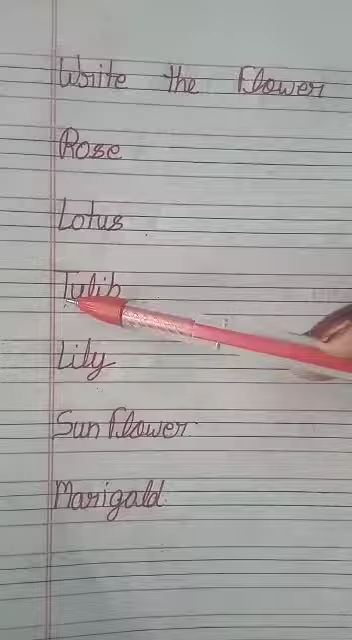 Write the Flower
Rose
Lotus
Tulip
Lily
Sun Flower
Marigald